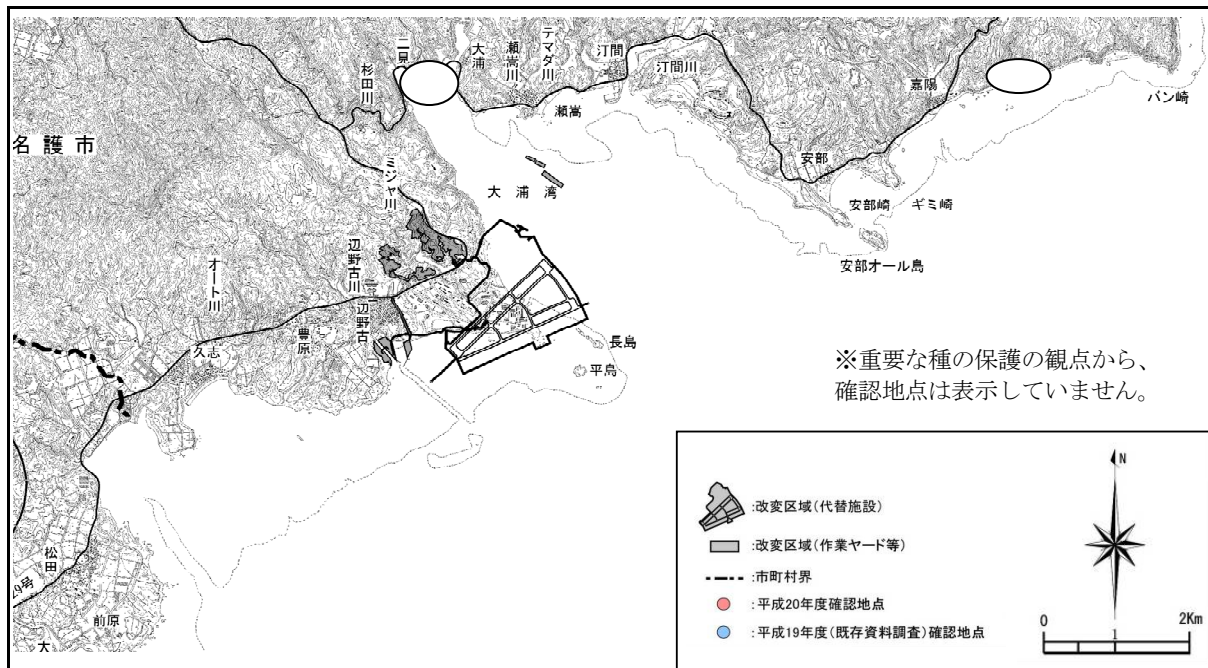 名護市
杉田川
二見
大浦
瀬嵩川
テマダ川
汀間
汀間川
瀬嵩
嘉陽
バン崎
安部
大浦湾
ミジャ川
安部崎
ギミ崎
安部オール島
辺野古川
オート川
辺野古
豊原
久志
長島
平島
※重要な種の保護の観点から、
確認地点は表示していません。
松田
29号
前原
大
:改変区域(代替施設)
:改変区域(作業ヤード等)
:市町村界
:平成20年度確認地点
:平成19年度(既存資料調査)確認地点
N
0 1 2Km